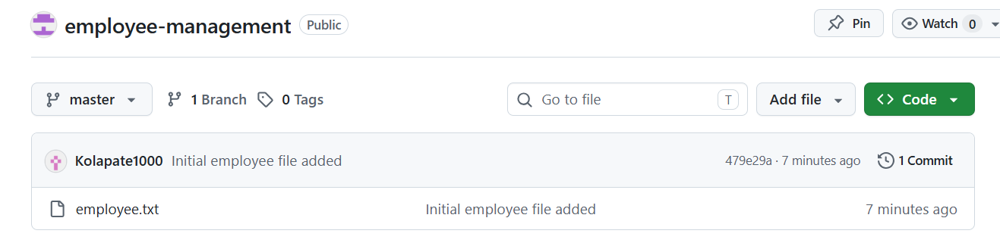 employee-management Public Pin Watch 0
master 1 Branch 0 Tags Go to file T Add file Code
Kolapate1000 Initial employee file added 479e29a · 7 minutes ago 1 Commit
employee.txt Initial employee file added 7 minutes ago